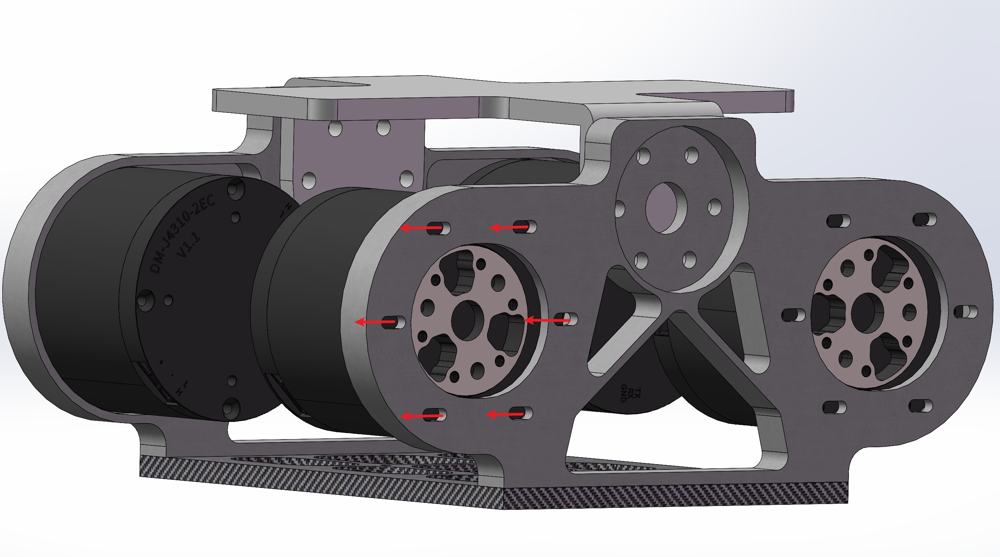 DM-J4310-2EC
V1.1
H L
+ -
H L
TX
RX
GND